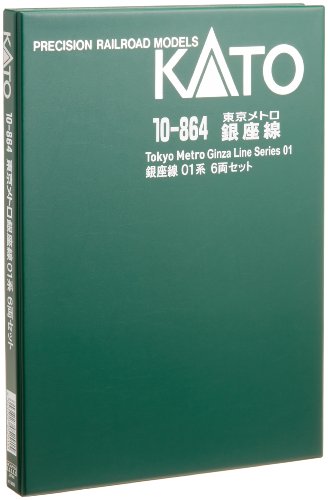 PRECISION RAILROAD MODELS
KATO
10-864
東京メトロ
銀座線
Tokyo Metro Ginza Line Series 01
銀座線 01系 6両セット
10-864 東京メトロ銀座線01系 6両セット